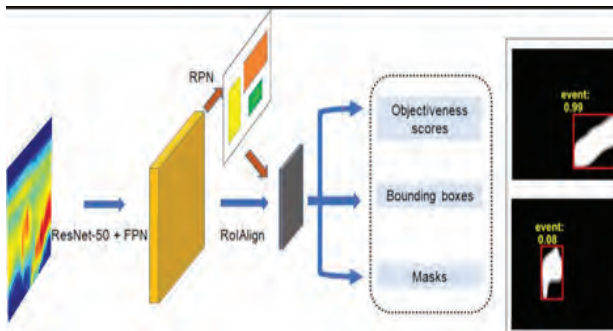 RPN
event:
0.99
Objectiveness
scores
Bounding boxes
ResNet-50 + FPN
RoIAlign
event:
0.08
Masks